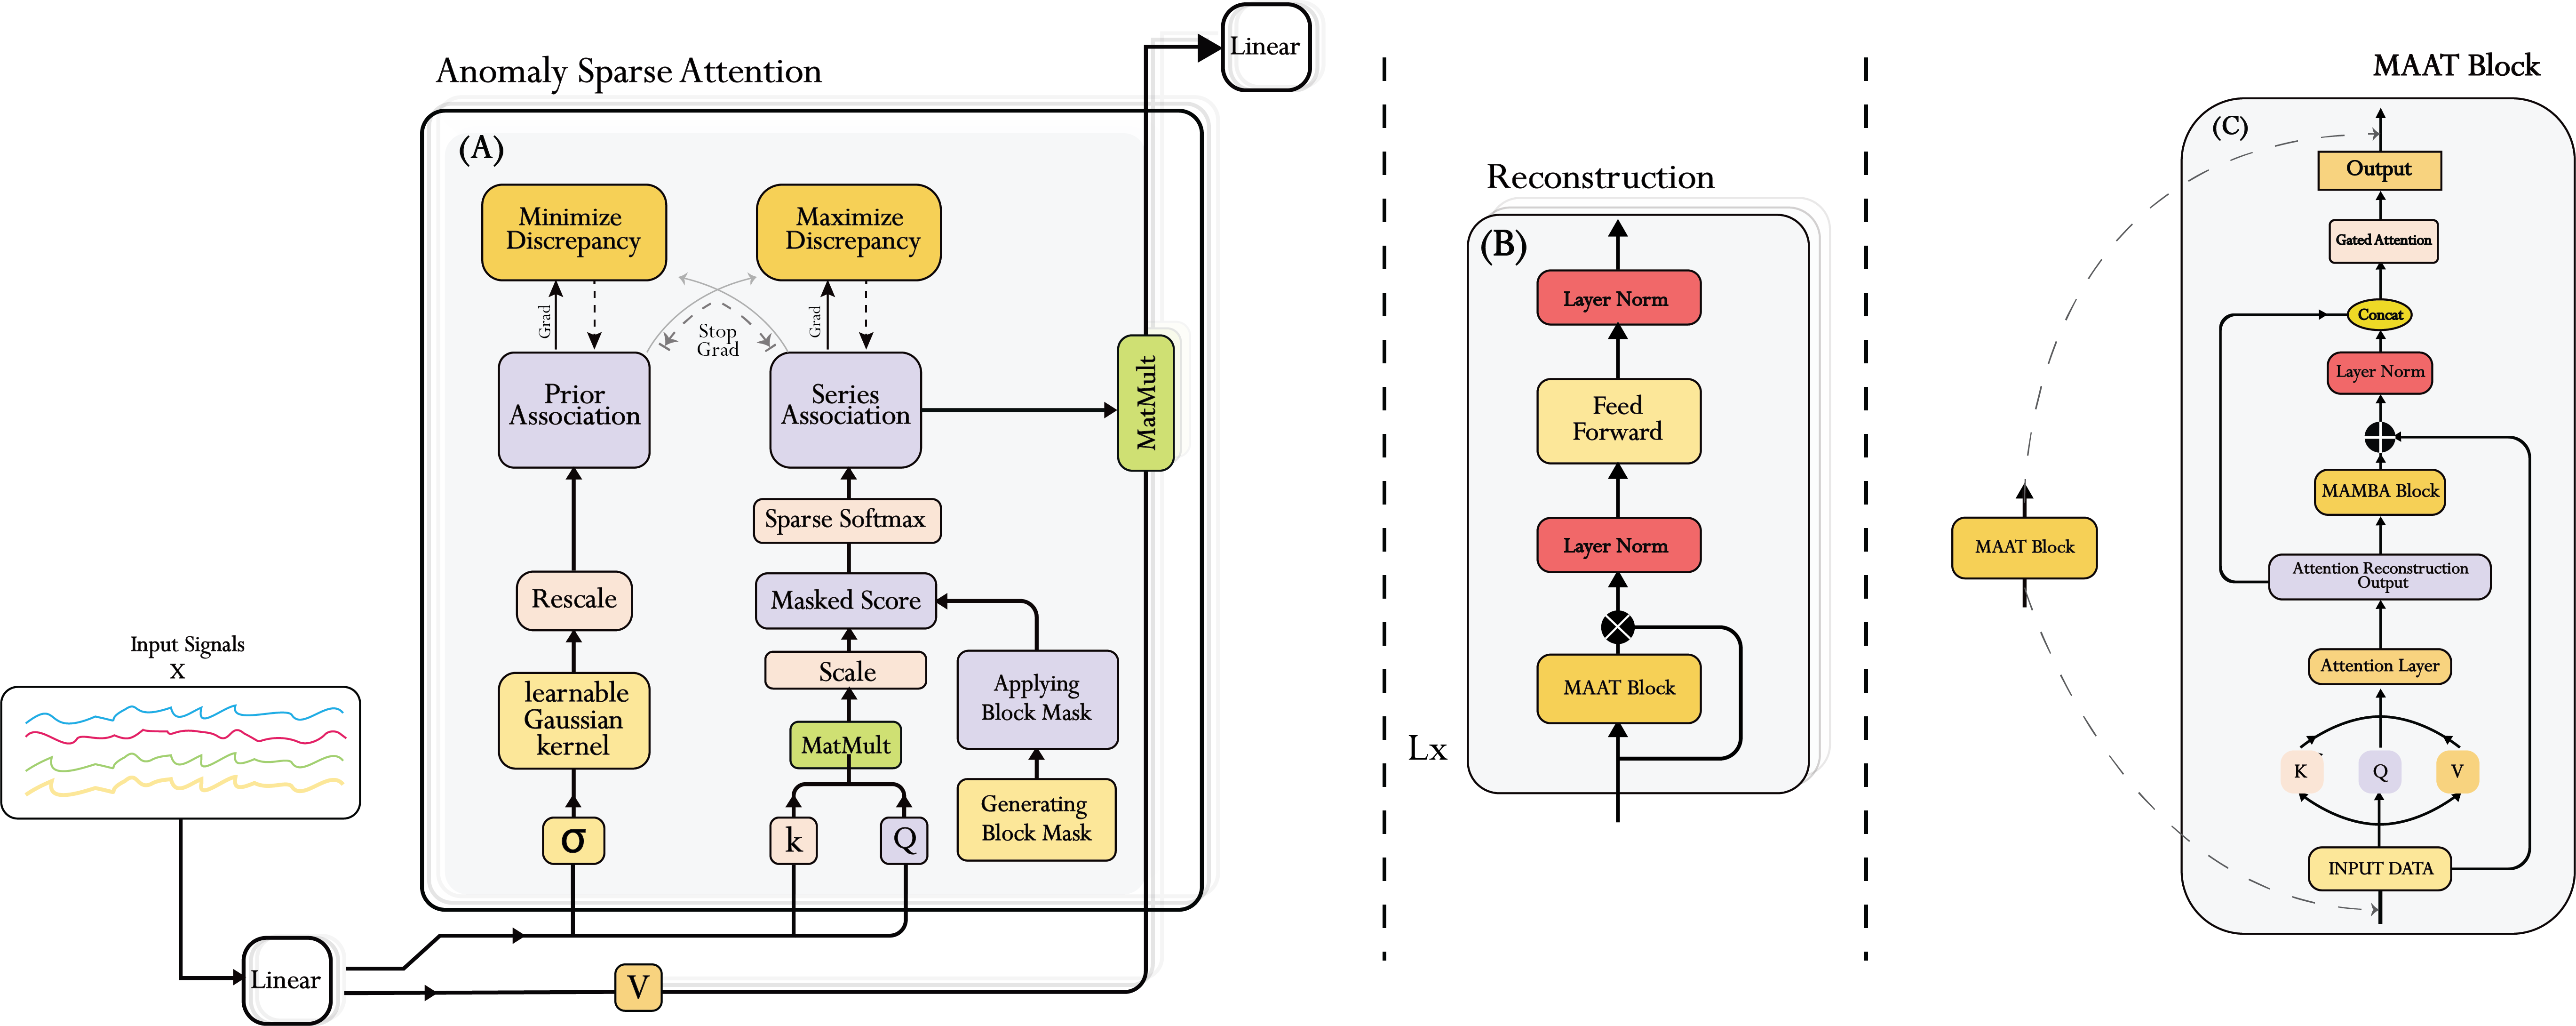 Linear
Anomaly Sparse Attention
(A)
Minimize
Discrepancy
Maximize
Discrepancy
Grad
Grad
Stop
Grad
Prior
Association
Series
Association
MatMult
Sparse Softmax
Rescale
Masked Score
Scale
learnable
Gaussian
kernel
Applying
Block Mask
MatMult
Generating
Block Mask
σ
k
Q
Input Signals
X
Linear
V
Reconstruction
(B)
Layer Norm
Feed
Forward
Layer Norm
MAAT Block
Lx
MAAT Block
MAAT Block
(C)
Output
Gated Attention
Concat
Layer Norm
MAMBA Block
Attention Reconstruction
Output
Attention Layer
K
Q
V
INPUT DATA